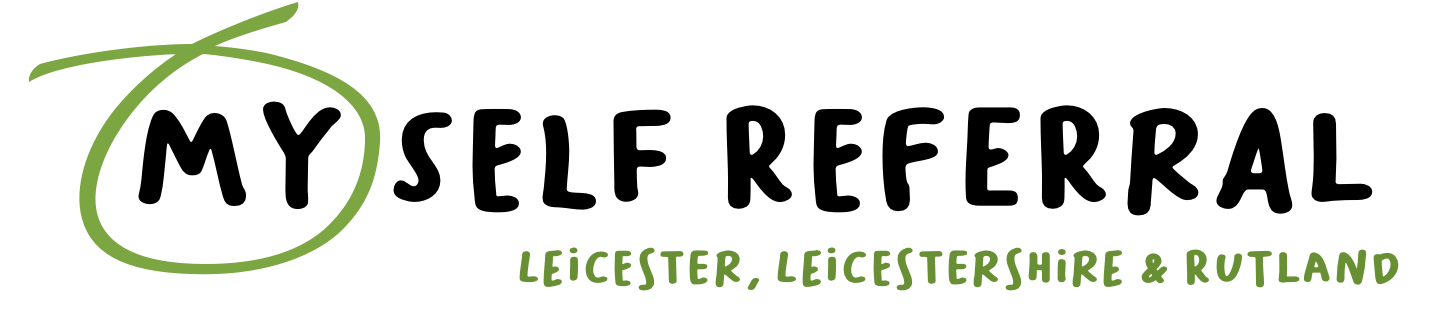 MY SELF REFERRAL
LEiCESTER, LEiCESTERSHiRE & RUTLAND